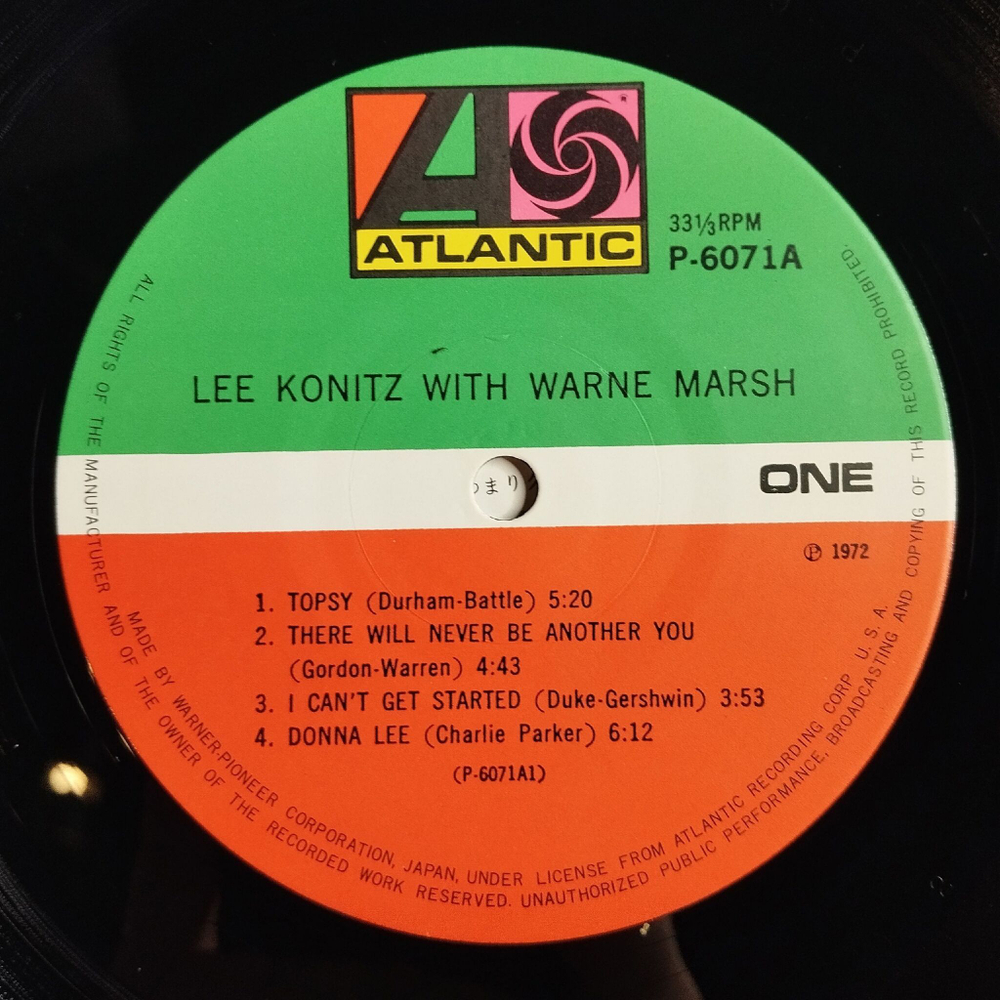 ATLANTIC
33⅓RPM
P-6071A
LEE KONITZ WITH WARNE MARSH
まり
ONE
Ⓟ 1972
1. TOPSY (Durham-Battle) 5:20
2. THERE WILL NEVER BE ANOTHER YOU
(Gordon-Warren) 4:43
3. I CAN'T GET STARTED (Duke-Gershwin) 3:53
4. DONNA LEE (Charlie Parker) 6:12
(P-6071A1)
MADE BY WARNER-PIONEER CORPORATION, JAPAN, UNDER LICENSE FROM ATLANTIC RECORDING CORP U. S. A.
ALL RIGHTS OF THE MANUFACTURER AND OF THE OWNER OF THE RECORDED WORK RESERVED. UNAUTHORIZED PUBLIC PERFORMANCE, BROADCASTING AND COPYING OF THIS RECORD PROHIBITED.